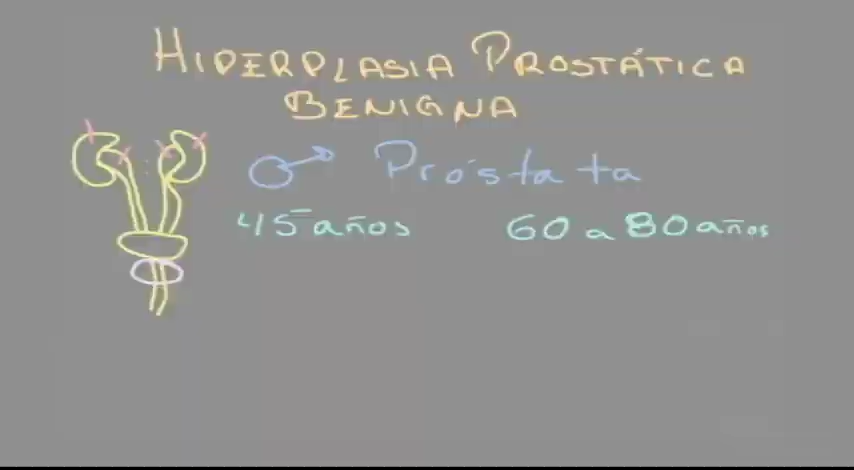 HIPERPLASIA PROSTÁTICA
BENIGNA
Próstata
45 años 60 a 80 años